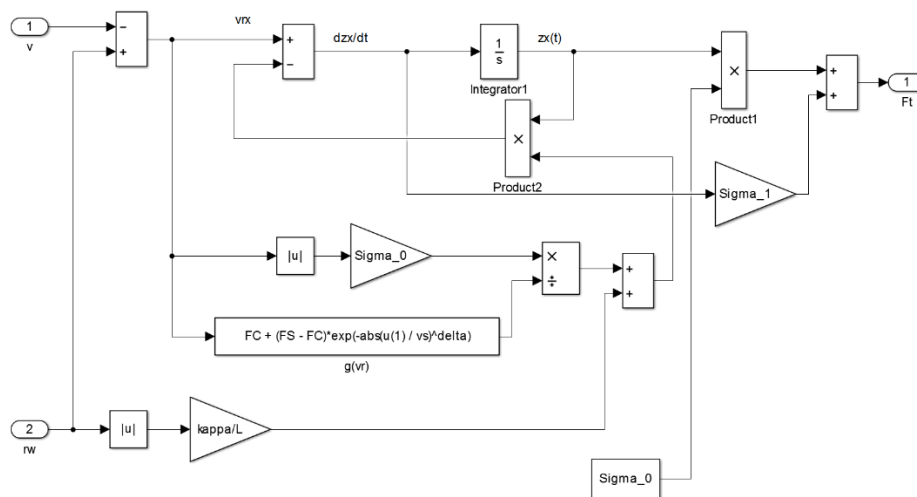 1
v
−
+
vrx
+
−
dzx/dt
1
s
Integrator1
zx(t)
×
Product1
+
+
1
Ft
×
Product2
Sigma_1
|u|
Sigma_0
×
÷
+
+
FC + (FS - FC)*exp(-abs(u(1) / vs)^delta)
g(vr)
2
rw
|u|
kappa/L
Sigma_0